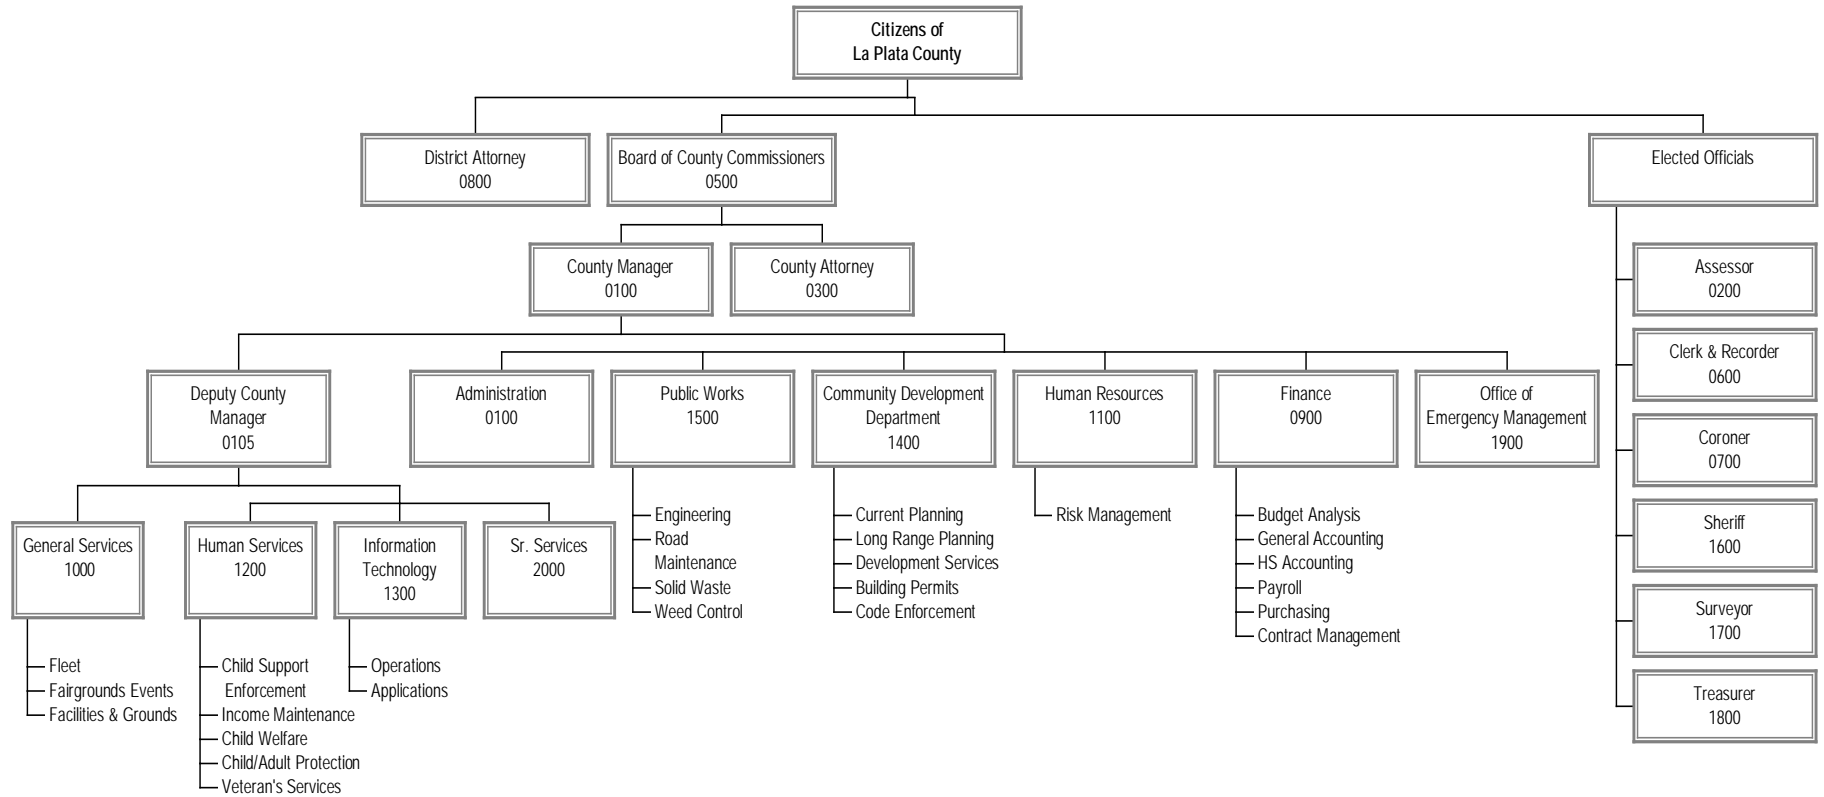 Citizens of
La Plata County
District Attorney
0800
Board of County Commissioners
0500
Elected Officials
County Manager
0100
County Attorney
0300
Assessor
0200
Clerk & Recorder
0600
Coroner
0700
Sheriff
1600
Surveyor
1700
Treasurer
1800
Deputy County
Manager
0105
Administration
0100
Public Works
1500
Community Development
Department
1400
Human Resources
1100
Finance
0900
Office of
Emergency Management
1900
General Services
1000
Human Services
1200
Information
Technology
1300
Sr. Services
2000
Engineering
Road
Maintenance
Solid Waste
Weed Control
Current Planning
Long Range Planning
Development Services
Building Permits
Code Enforcement
Risk Management
Budget Analysis
General Accounting
HS Accounting
Payroll
Purchasing
Contract Management
Fleet
Fairgrounds Events
Facilities & Grounds
Child Support
Enforcement
Income Maintenance
Child Welfare
Child/Adult Protection
Veteran's Services
Operations
Applications